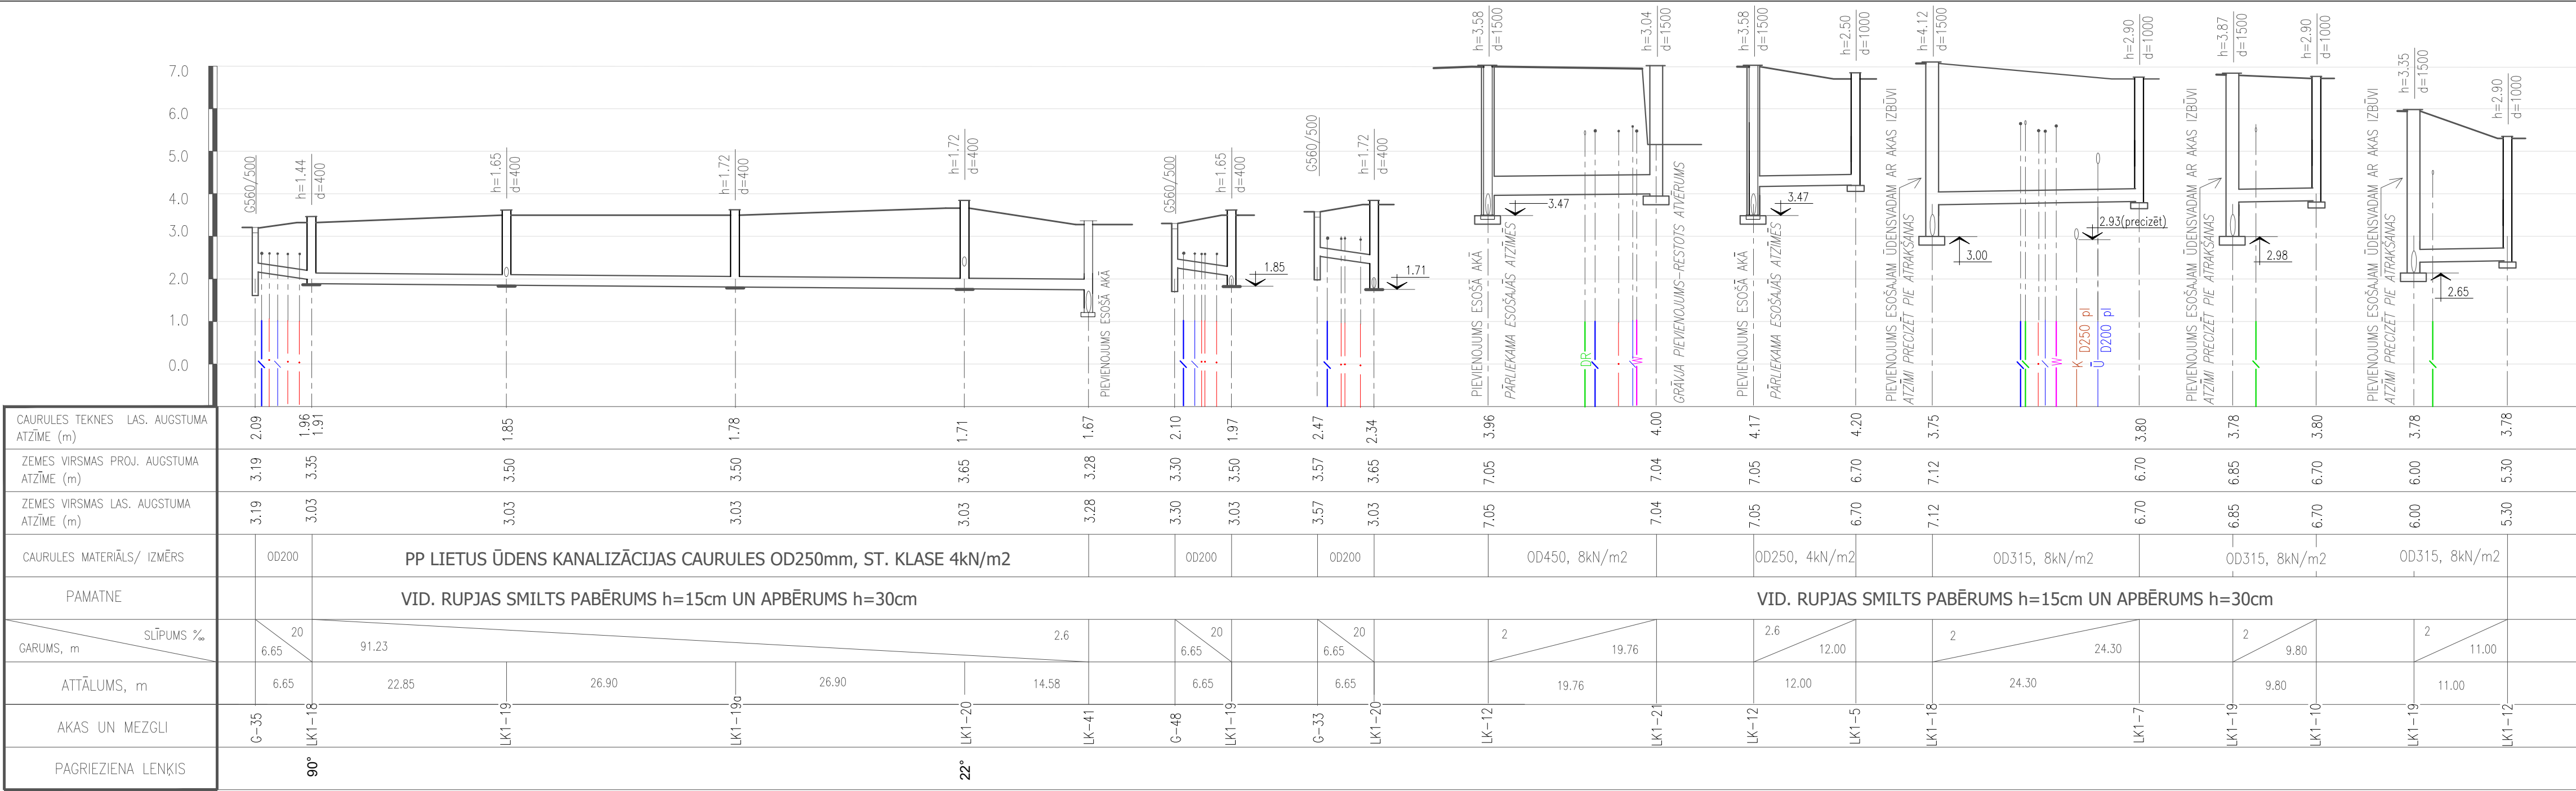 h=3.58
d=1500
h=3.04
d=1500
h=3.58
d=1500
h=2.50
d=1000
h=4.12
d=1500
h=2.90
d=1000
h=3.87
d=1500
h=2.90
d=1000
h=3.35
d=1500
h=2.90
d=1000
G560/500
h=1.44
d=400
h=1.65
d=400
h=1.72
d=400
h=1.72
d=400
G560/500
h=1.65
d=400
G560/500
h=1.72
d=400
7.0
6.0
5.0
4.0
3.0
2.0
1.0
0.0
PIEVIENOJUMS ESOŠĀ AKĀ
1.85
1.71
PIEVIENOJUMS ESOŠĀ AKĀ
PĀRLIEKAMA ESOŠAJĀS ATZĪMĒS
3.47
DR
W
GRĀVJA PIEVIENOJUMS-RESTOTS ATVĒRUMS
PIEVIENOJUMS ESOŠĀ AKĀ
PĀRLIEKAMA ESOŠAJĀS ATZĪMĒS
3.47
PIEVIENOJUMS ESOŠAJAM ŪDENSVADAM AR AKAS IZBŪVI
ATZĪMI PRECIZĒT PIE ATRAKŠANAS
3.00
W
K D250 pl
Ū D200 pl
2.93(precizēt)
PIEVIENOJUMS ESOŠAJAM ŪDENSVADAM AR AKAS IZBŪVI
ATZĪMI PRECIZĒT PIE ATRAKŠANAS
2.98
PIEVIENOJUMS ESOŠAJAM ŪDENSVADAM AR AKAS IZBŪVI
ATZĪMI PRECIZĒT PIE ATRAKŠANAS
2.65
CAURULES TEKNES LAS. AUGSTUMA
ATZĪME (m)
2.09 1.96 1.91 1.85 1.78 1.71 1.67 2.10 1.97 2.47 2.34 3.96 4.00 4.17 4.20 3.75 3.80 3.78 3.80 3.78 3.78
ZEMES VIRSMAS PROJ. AUGSTUMA
ATZĪME (m)
3.19 3.35 3.50 3.50 3.65 3.28 3.30 3.50 3.57 3.65 7.05 7.04 7.05 6.70 7.12 6.70 6.85 6.70 6.00 5.30
ZEMES VIRSMAS LAS. AUGSTUMA
ATZĪME (m)
3.19 3.03 3.03 3.03 3.03 3.28 3.30 3.03 3.57 3.03 7.05 7.04 7.05 6.70 7.12 6.70 6.85 6.70 6.00 5.30
CAURULES MATERIĀLS/ IZMĒRS
OD200 PP LIETUS ŪDENS KANALIZĀCIJAS CAURULES OD250mm, ST. KLASE 4kN/m2 OD200 OD200 OD450, 8kN/m2 OD250, 4kN/m2 OD315, 8kN/m2 OD315, 8kN/m2 OD315, 8kN/m2
PAMATNE
VID. RUPJAS SMILTS PABĒRUMS h=15cm UN APBĒRUMS h=30cm VID. RUPJAS SMILTS PABĒRUMS h=15cm UN APBĒRUMS h=30cm
SLĪPUMS ‰
20 2.6 20 20 2 2.6 2 2 2
GARUMS, m
6.65 91.23 6.65 6.65 19.76 12.00 24.30 9.80 11.00
ATTĀLUMS, m
6.65 22.85 26.90 26.90 14.58 6.65 6.65 19.76 12.00 24.30 9.80 11.00
AKAS UN MEZGLI
G-35 LK1-18 LK1-19 LK1-19a LK1-20 LK-41 G-48 LK1-19 G-33 LK1-20 LK-12 LK1-21 LK-12 LK1-5 LK1-18 LK1-7 LK1-19 LK1-10 LK1-19 LK1-12
PAGRIEZIENA LEŅĶIS
90° 22°